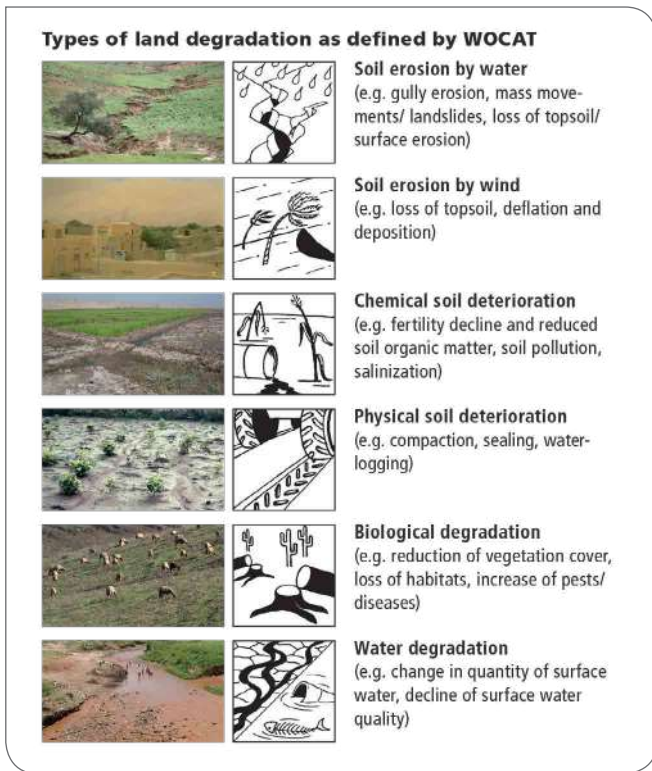 Types of land degradation as defined by WOCAT
Soil erosion by water
(e.g. gully erosion, mass move-
ments/ landslides, loss of topsoil/
surface erosion)
Soil erosion by wind
(e.g. loss of topsoil, deflation and
deposition)
Chemical soil deterioration
(e.g. fertility decline and reduced
soil organic matter, soil pollution,
salinization)
Physical soil deterioration
(e.g. compaction, sealing, water-
logging)
Biological degradation
(e.g. reduction of vegetation cover,
loss of habitats, increase of pests/
diseases)
Water degradation
(e.g. change in quantity of surface
water, decline of surface water
quality)